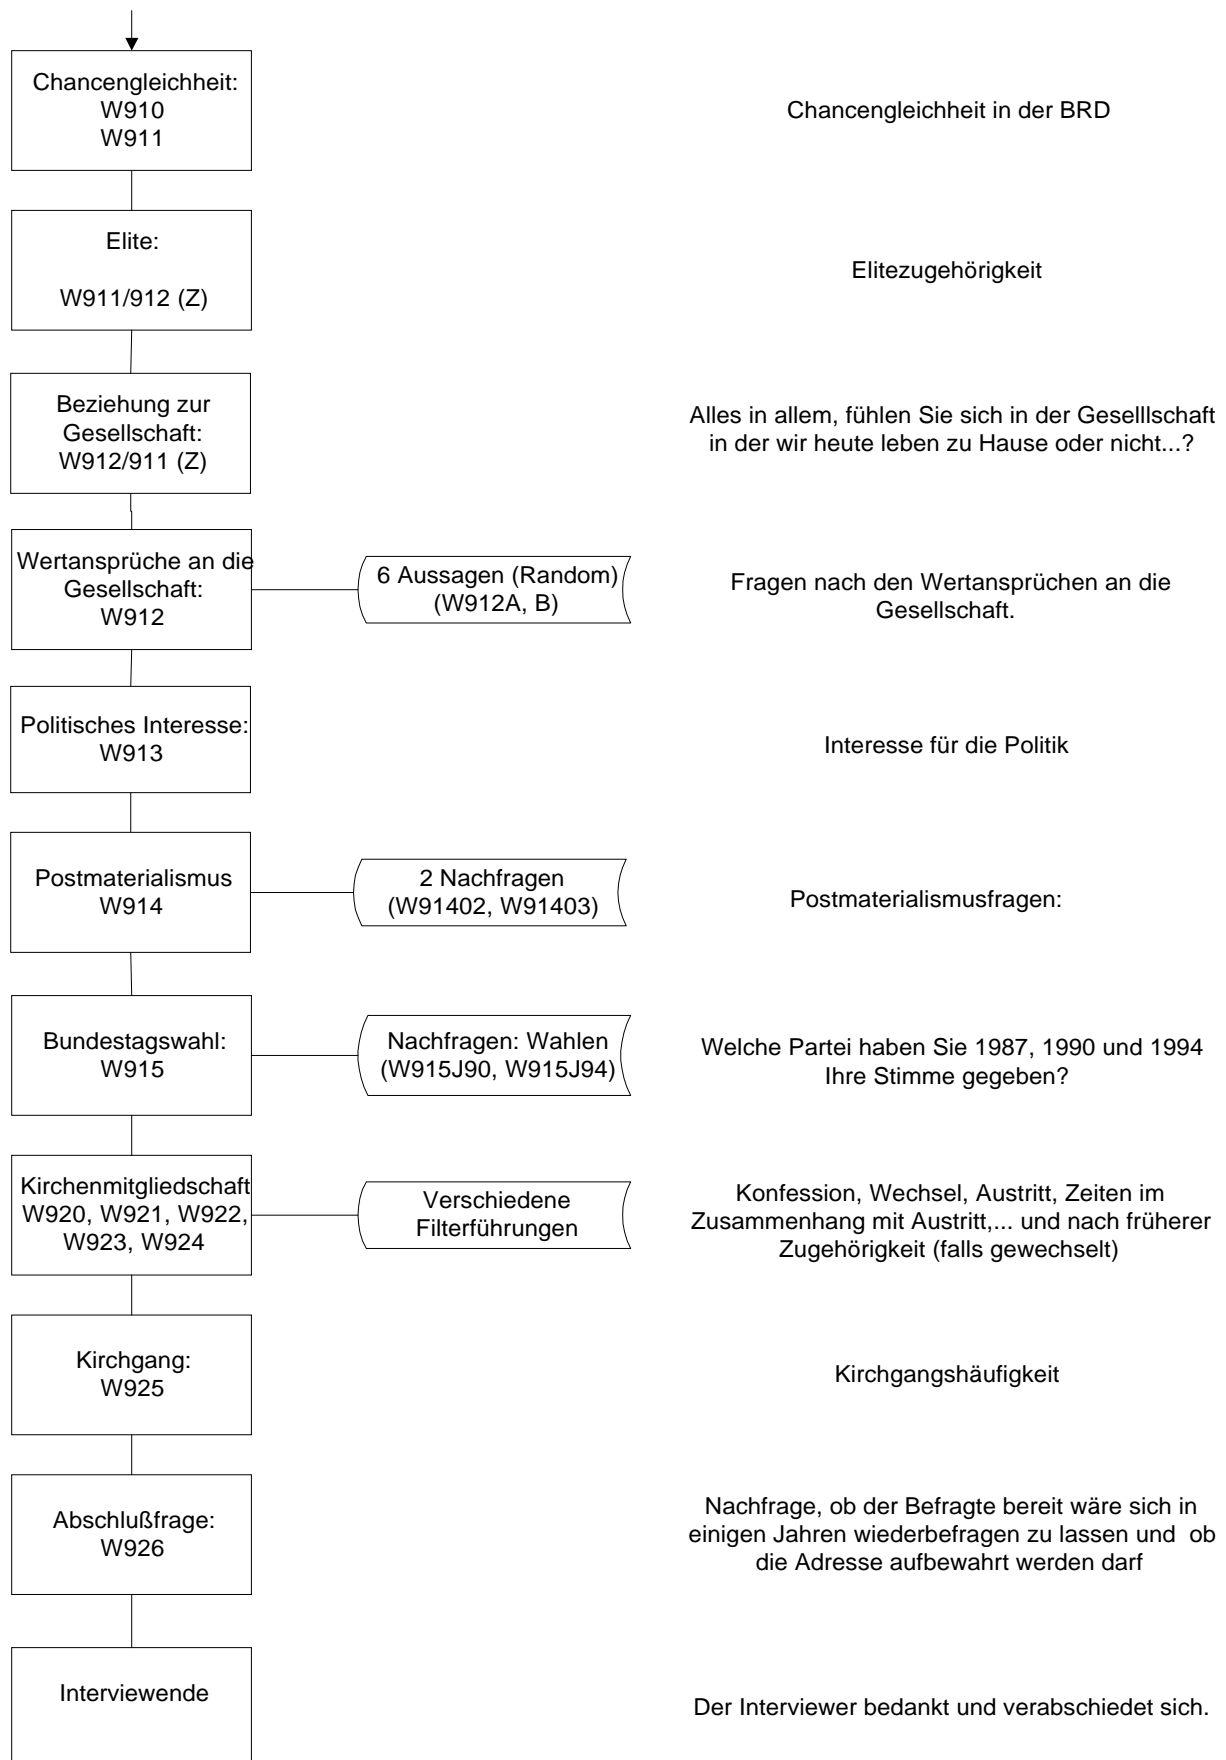 Chancengleichheit:
W910
W911
Chancengleichheit in der BRD
Elite:
W911/912 (Z)
Elitezugehörigkeit
Beziehung zur
Gesellschaft:
W912/911 (Z)
Alles in allem, fühlen Sie sich in der Geselllschaft
in der wir heute leben zu Hause oder nicht...?
Wertansprüche an die
Gesellschaft:
W912
6 Aussagen (Random)
(W912A, B)
Fragen nach den Wertansprüchen an die
Gesellschaft.
Politisches Interesse:
W913
Interesse für die Politik
Postmaterialismus
W914
2 Nachfragen
(W91402, W91403)
Postmaterialismusfragen:
Bundestagswahl:
W915
Nachfragen: Wahlen
(W915J90, W915J94)
Welche Partei haben Sie 1987, 1990 und 1994
Ihre Stimme gegeben?
Kirchenmitgliedschaft
W920, W921, W922,
W923, W924
Verschiedene
Filterführungen
Konfession, Wechsel, Austritt, Zeiten im
Zusammenhang mit Austritt,... und nach früherer
Zugehörigkeit (falls gewechselt)
Kirchgang:
W925
Kirchgangshäufigkeit
Abschlußfrage:
W926
Nachfrage, ob der Befragte bereit wäre sich in
einigen Jahren wiederbefragen zu lassen und  ob
die Adresse aufbewahrt werden darf
Interviewende
Der Interviewer bedankt und verabschiedet sich.